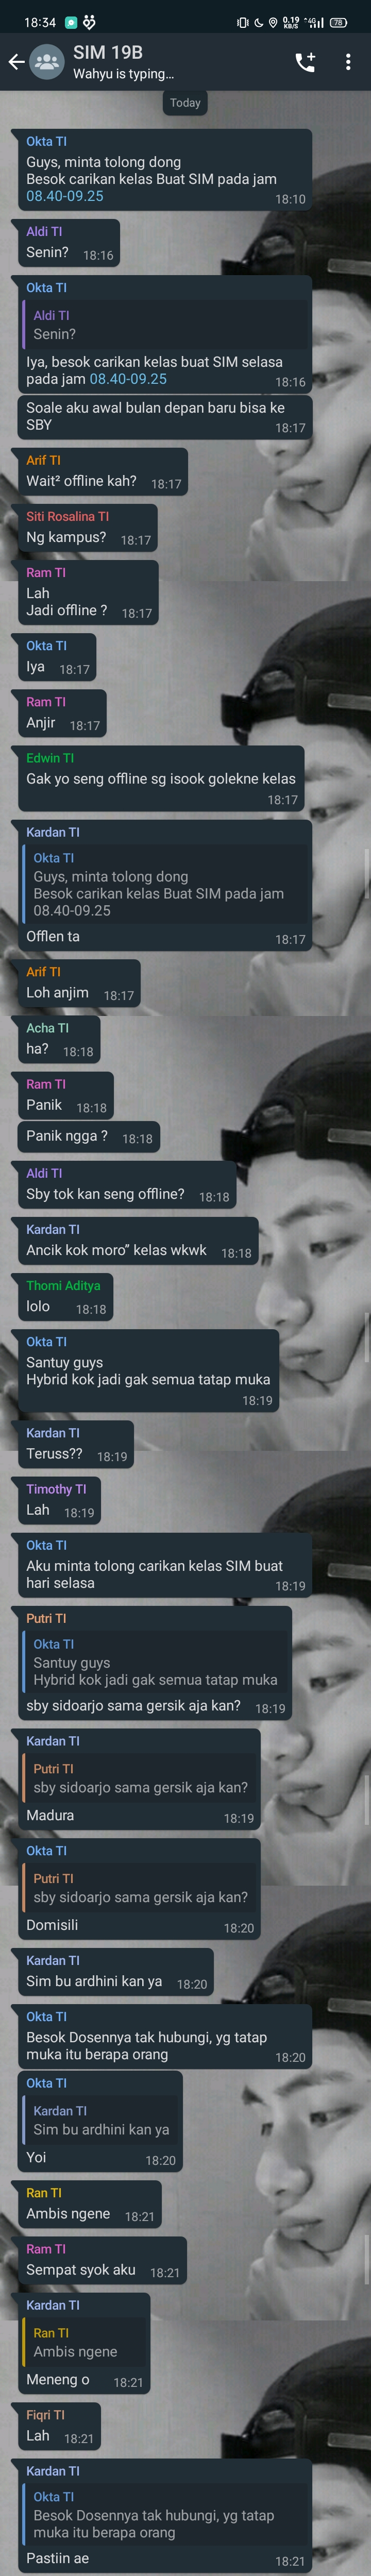 18:34
0.19
KB/S
4G
78
SIM 19B
Wahyu is typing...
Today
Okta TI
Guys, minta tolong dong
Besok carikan kelas Buat SIM pada jam
08.40-09.25
18:10
Aldi TI
Senin?
18:16
Okta TI
Aldi TI
Senin?
Iya, besok carikan kelas buat SIM selasa
pada jam 08.40-09.25
18:16
Soale aku awal bulan depan baru bisa ke
SBY
18:17
Arif TI
Wait² offline kah?
18:17
Siti Rosalina TI
Ng kampus?
18:17
Ram TI
Lah
Jadi offline ?
18:17
Okta TI
Iya
18:17
Ram TI
Anjir
18:17
Edwin TI
Gak yo seng offline sg isook golekne kelas
18:17
Kardan TI
Okta TI
Guys, minta tolong dong
Besok carikan kelas Buat SIM pada jam
08.40-09.25
Offlen ta
18:17
Arif TI
Loh anjim
18:17
Acha TI
ha?
18:18
Ram TI
Panik
18:18
Panik ngga ?
18:18
Aldi TI
Sby tok kan seng offline?
18:18
Kardan TI
Ancik kok moro" kelas wkwk
18:18
Thomi Aditya
lolo
18:18
Okta TI
Santuy guys
Hybrid kok jadi gak semua tatap muka
18:19
Kardan TI
Teruss??
18:19
Timothy TI
Lah
18:19
Okta TI
Aku minta tolong carikan kelas SIM buat
hari selasa
18:19
Putri TI
Okta TI
Santuy guys
Hybrid kok jadi gak semua tatap muka
sby sidoarjo sama gersik aja kan?
18:19
Kardan TI
Putri TI
sby sidoarjo sama gersik aja kan?
Madura
18:19
Okta TI
Putri TI
sby sidoarjo sama gersik aja kan?
Domisili
18:20
Kardan TI
Sim bu ardhini kan ya
18:20
Okta TI
Besok Dosennya tak hubungi, yg tatap
muka itu berapa orang
18:20
Okta TI
Kardan TI
Sim bu ardhini kan ya
Yoi
18:20
Ran TI
Ambis ngene
18:21
Ram TI
Sempat syok aku
18:21
Kardan TI
Ran TI
Ambis ngene
Meneng o
18:21
Fiqri TI
Lah
18:21
Kardan TI
Okta TI
Besok Dosennya tak hubungi, yg tatap
muka itu berapa orang
Pastiin ae
18:21